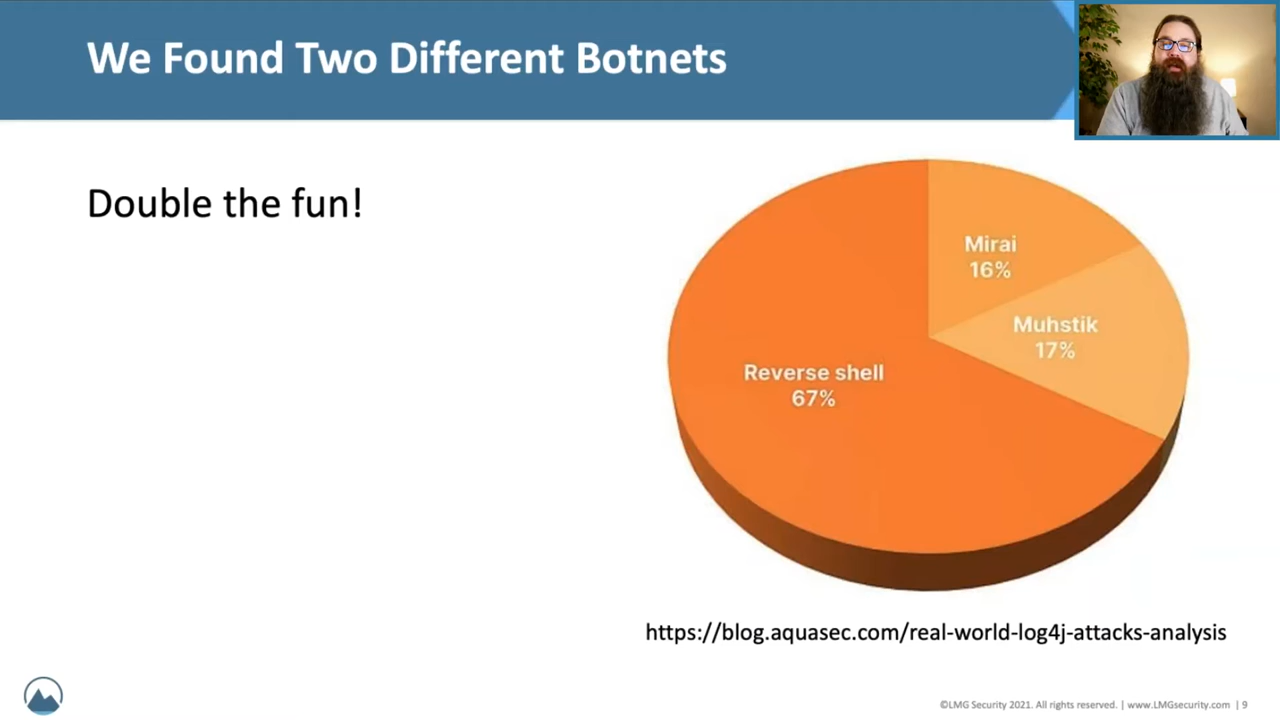 We Found Two Different Botnets
Double the fun!
Mirai
16%
Muhstik
17%
Reverse shell
67%
https://blog.aquasec.com/real-world-log4j-attacks-analysis
©LMG Security 2021. All rights reserved. | www.LMGsecurity.com | 9